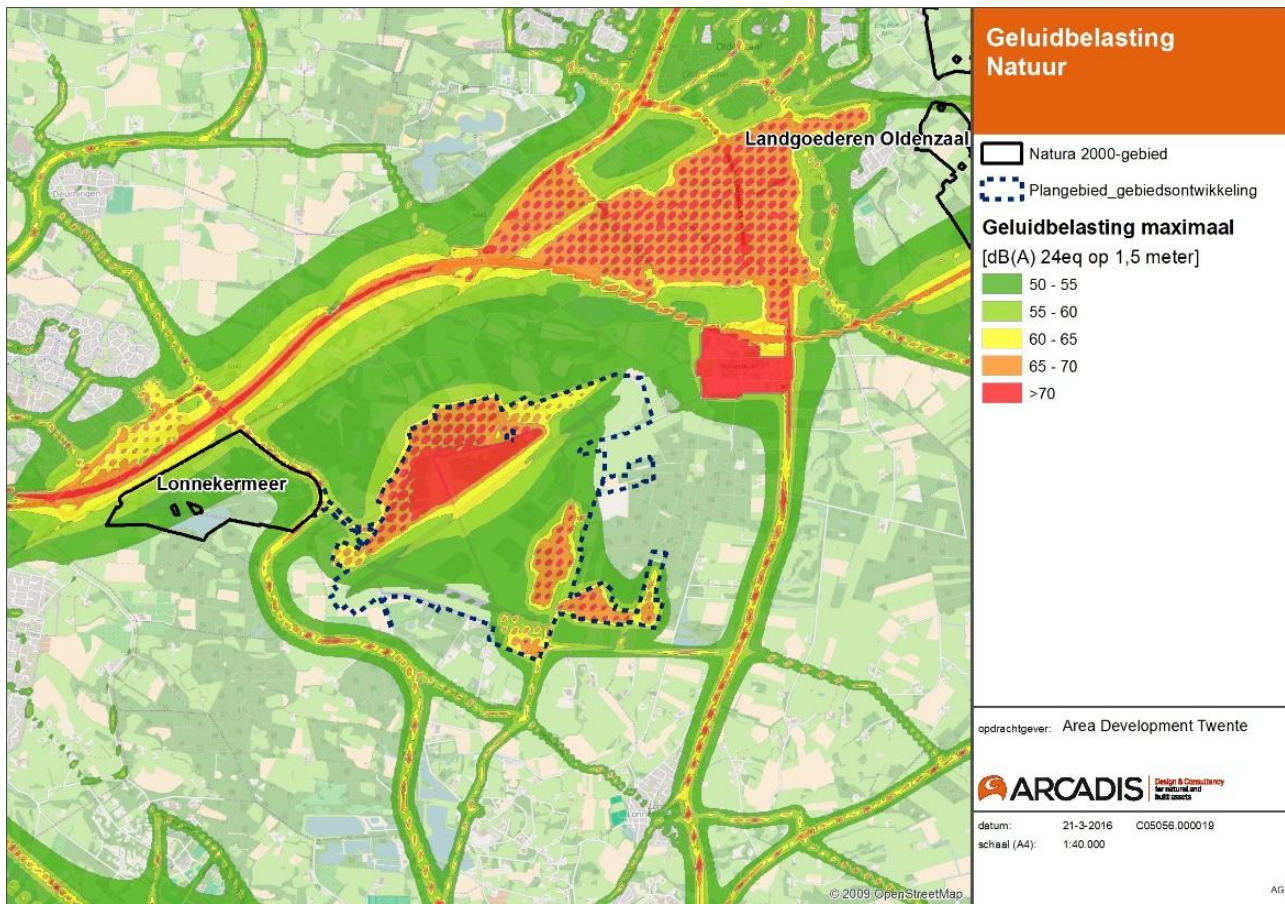 Geluidbelasting
Natuur
Natura 2000-gebied
Plangebied_gebiedsontwikkeling
Geluidbelasting maximaal
[dB(A) 24eq op 1,5 meter]
50 - 55
55 - 60
60 - 65
65 - 70
>70
opdrachtgever: Area Development Twente
ARCADIS
Design & Consultancy
for natural and
built assets
datum: 21-3-2016 C05056.000019
schaal (A4): 1:40.000
AG
Oldenzaal
Landgoederen Oldenzaal
Deurningen
Lonnekermeer
© 2009 OpenStreetMap